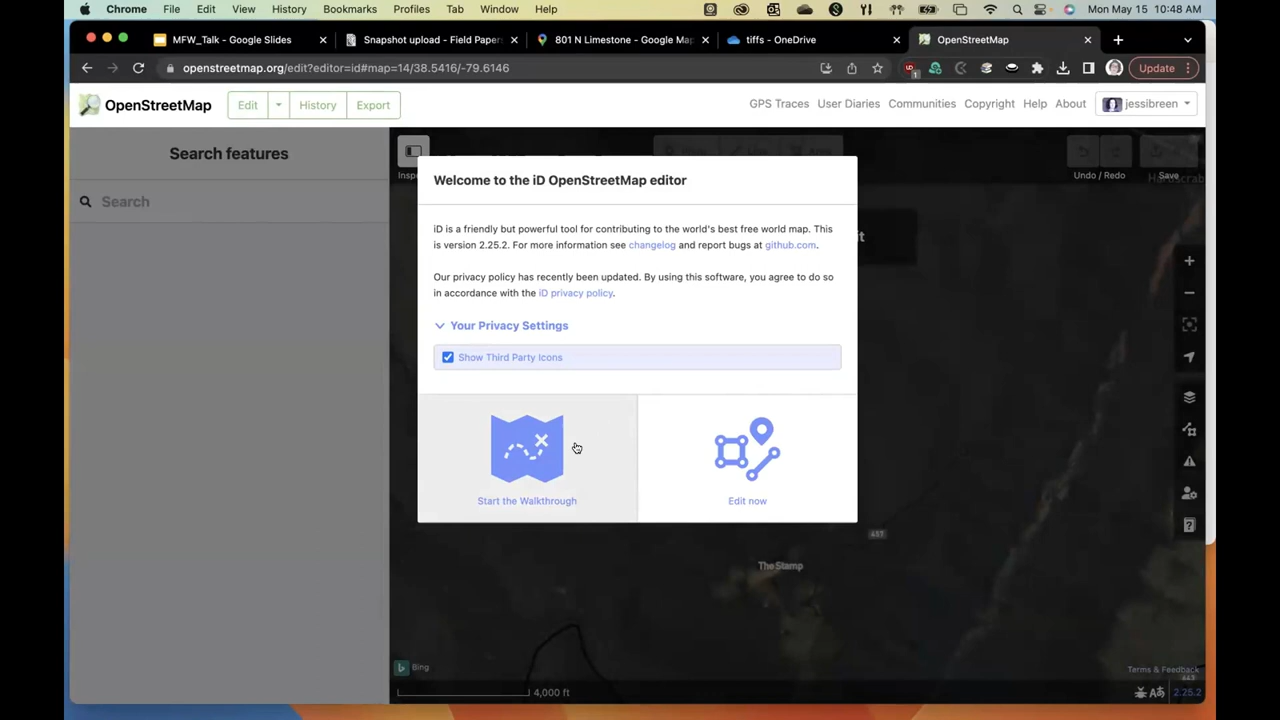 Chrome File Edit View History Bookmarks Profiles Tab Window Help Mon May 15 10:48 AM
MFW_Talk - Google Slides Snapshot upload - Field Paper 801 N Limestone - Google Ma tiffs - OneDrive OpenStreetMap
openstreetmap.org/edit?editor=id#map=14/38.5416/-79.6146 Update
OpenStreetMap Edit History Export GPS Traces User Diaries Communities Copyright Help About jessibreen
Search features
Search
Inspe
Undo / Redo Save
Welcome to the iD OpenStreetMap editor
iD is a friendly but powerful tool for contributing to the world's best free world map. This
is version 2.25.2. For more information see changelog and report bugs at github.com.
Our privacy policy has recently been updated. By using this software, you agree to do so
in accordance with the iD privacy policy.
Your Privacy Settings
Show Third Party Icons
Start the Walkthrough Edit now
The Stamp
Bing
Terms & Feedback
4,000 ft
2.25.2